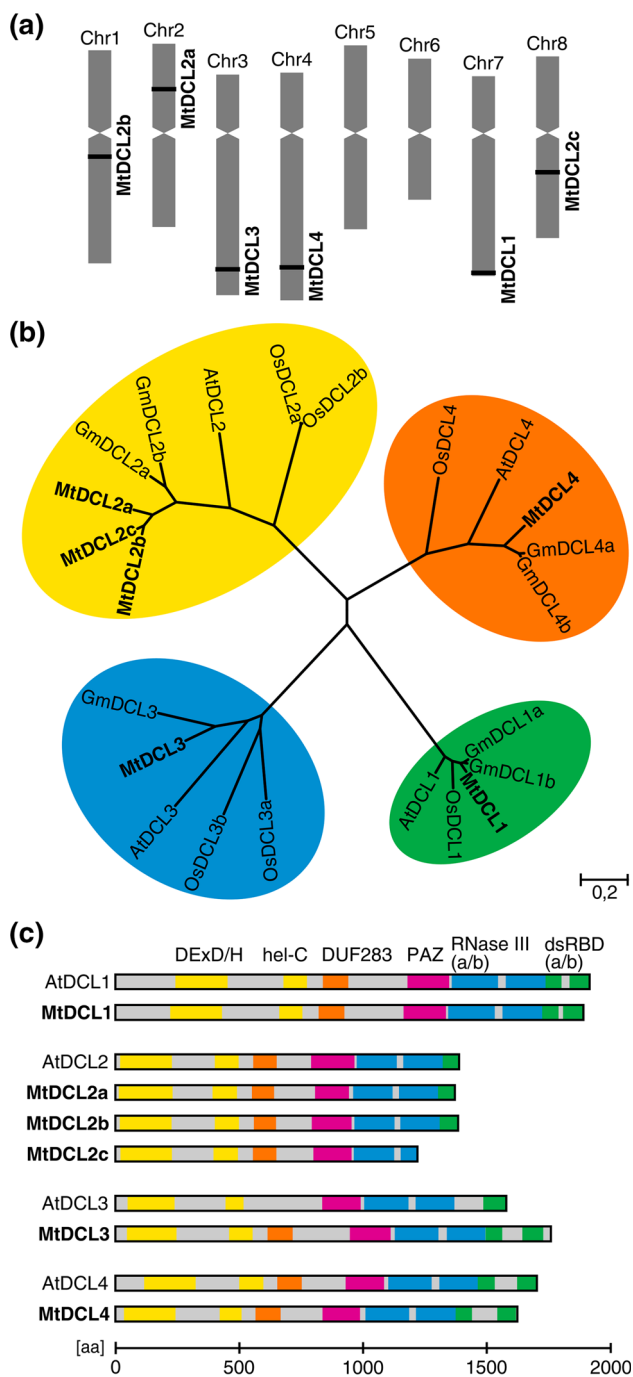 (a)
Chr1 Chr2 Chr3 Chr4 Chr5 Chr6 Chr7 Chr8
MtDCL2b
MtDCL2a
MtDCL3
MtDCL4
MtDCL1
MtDCL2c
(b)
GmDCL2a
GmDCL2b
AtDCL2
OsDCL2a
OsDCL2b
MtDCL2a
MtDCL2c
MtDCL2b
OsDCL4
AtDCL4
MtDCL4
GmDCL4a
GmDCL4b
GmDCL3
MtDCL3
AtDCL3
OsDCL3b
OsDCL3a
GmDCL1a
GmDCL1b
MtDCL1
OsDCL1
AtDCL1
0,2
(c)
DExD/H hel-C DUF283 PAZ RNase III (a/b) dsRBD (a/b)
AtDCL1
MtDCL1
AtDCL2
MtDCL2a
MtDCL2b
MtDCL2c
AtDCL3
MtDCL3
AtDCL4
MtDCL4
[aa] 0 500 1000 1500 2000